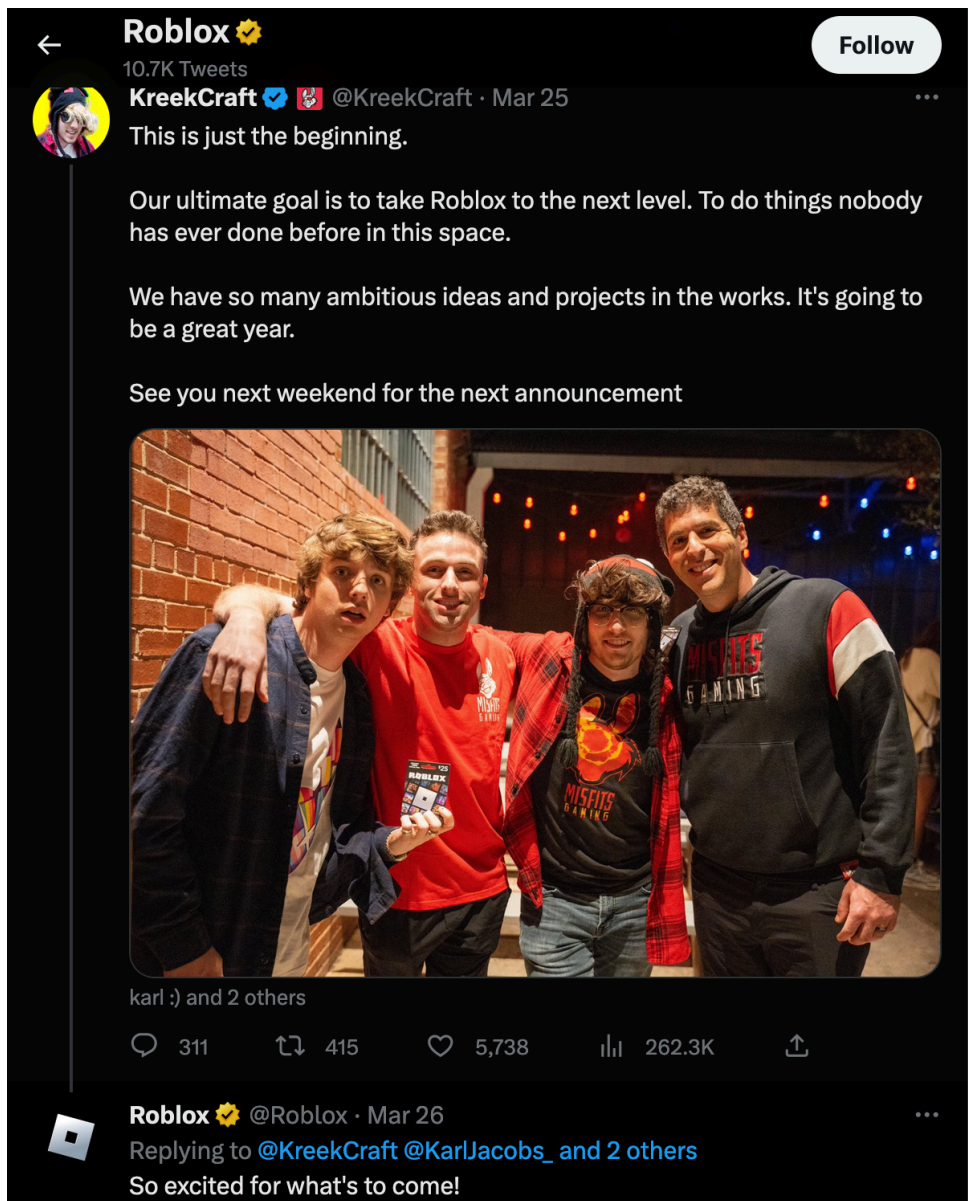 Roblox
10.7K Tweets
Follow
KreekCraft @KreekCraft · Mar 25
This is just the beginning.
Our ultimate goal is to take Roblox to the next level. To do things nobody
has ever done before in this space.
We have so many ambitious ideas and projects in the works. It's going to
be a great year.
See you next weekend for the next announcement
MISFITS
GAMING
$25
ROBLOX
MISFITS
GAMING
MISFITS
GAMING
karl :) and 2 others
311
415
5,738
262.3K
Roblox @Roblox · Mar 26
Replying to @KreekCraft @KarlJacobs_ and 2 others
So excited for what's to come!